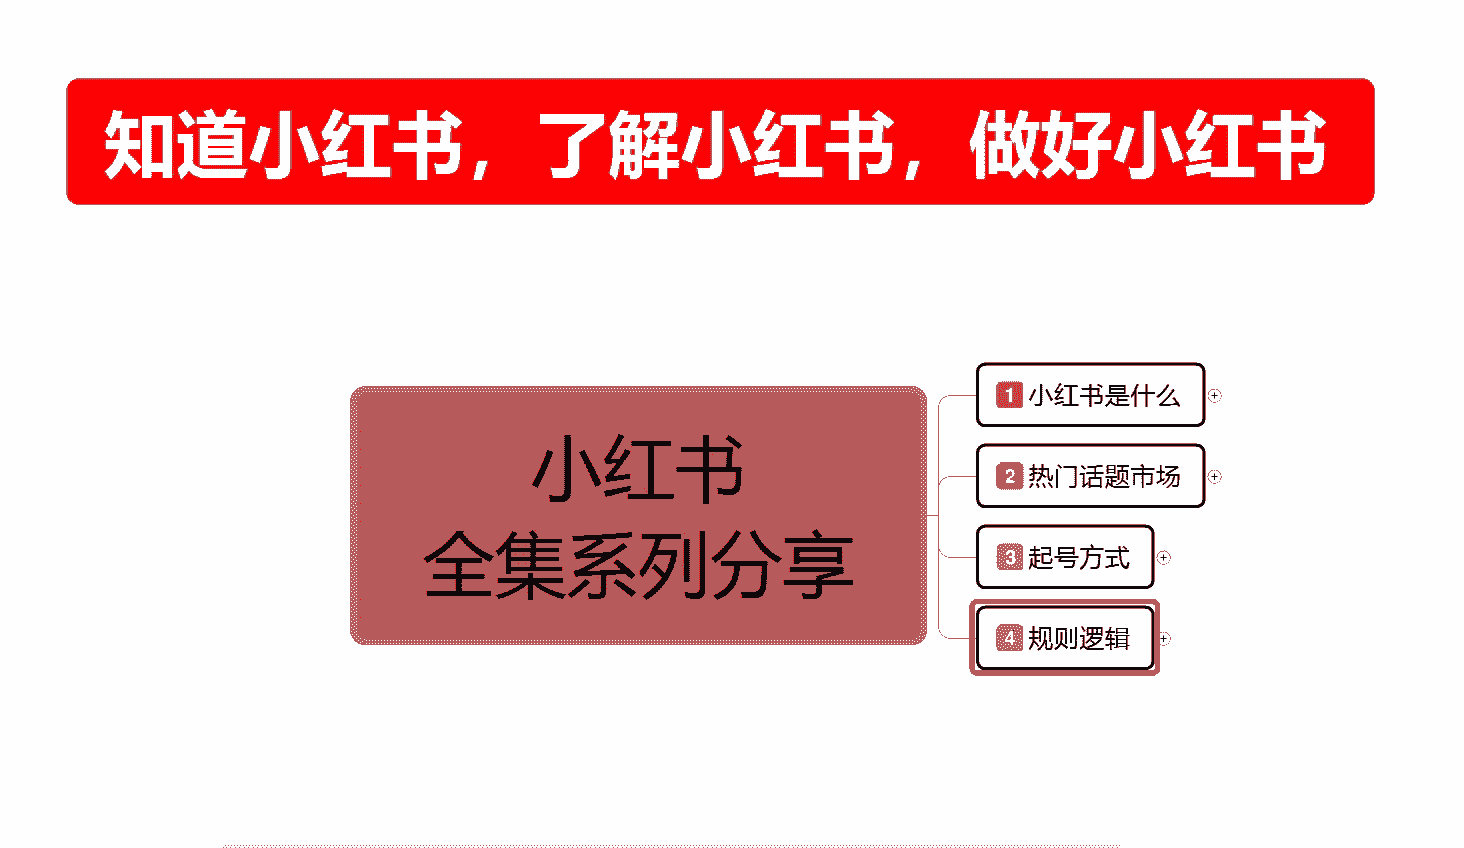 知道小红书，了解小红书，做好小红书
小红书
全集系列分享
1 小红书是什么
2 热门话题市场
3 起号方式
4 规则逻辑